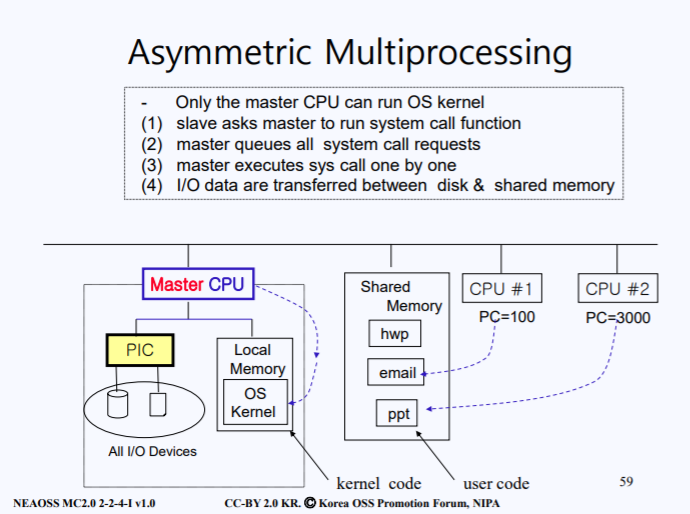 Asymmetric Multiprocessing
- Only the master CPU can run OS kernel
(1) slave asks master to run system call function
(2) master queues all system call requests
(3) master executes sys call one by one
(4) I/O data are transferred between disk & shared memory
Master CPU
PIC
Local
Memory
OS
Kernel
All I/O Devices
Shared
Memory
hwp
email
ppt
CPU #1
PC=100
CPU #2
PC=3000
kernel code
user code
59
NEAOSS MC2.0 2-2-4-I v1.0
CC-BY 2.0 KR. © Korea OSS Promotion Forum, NIPA